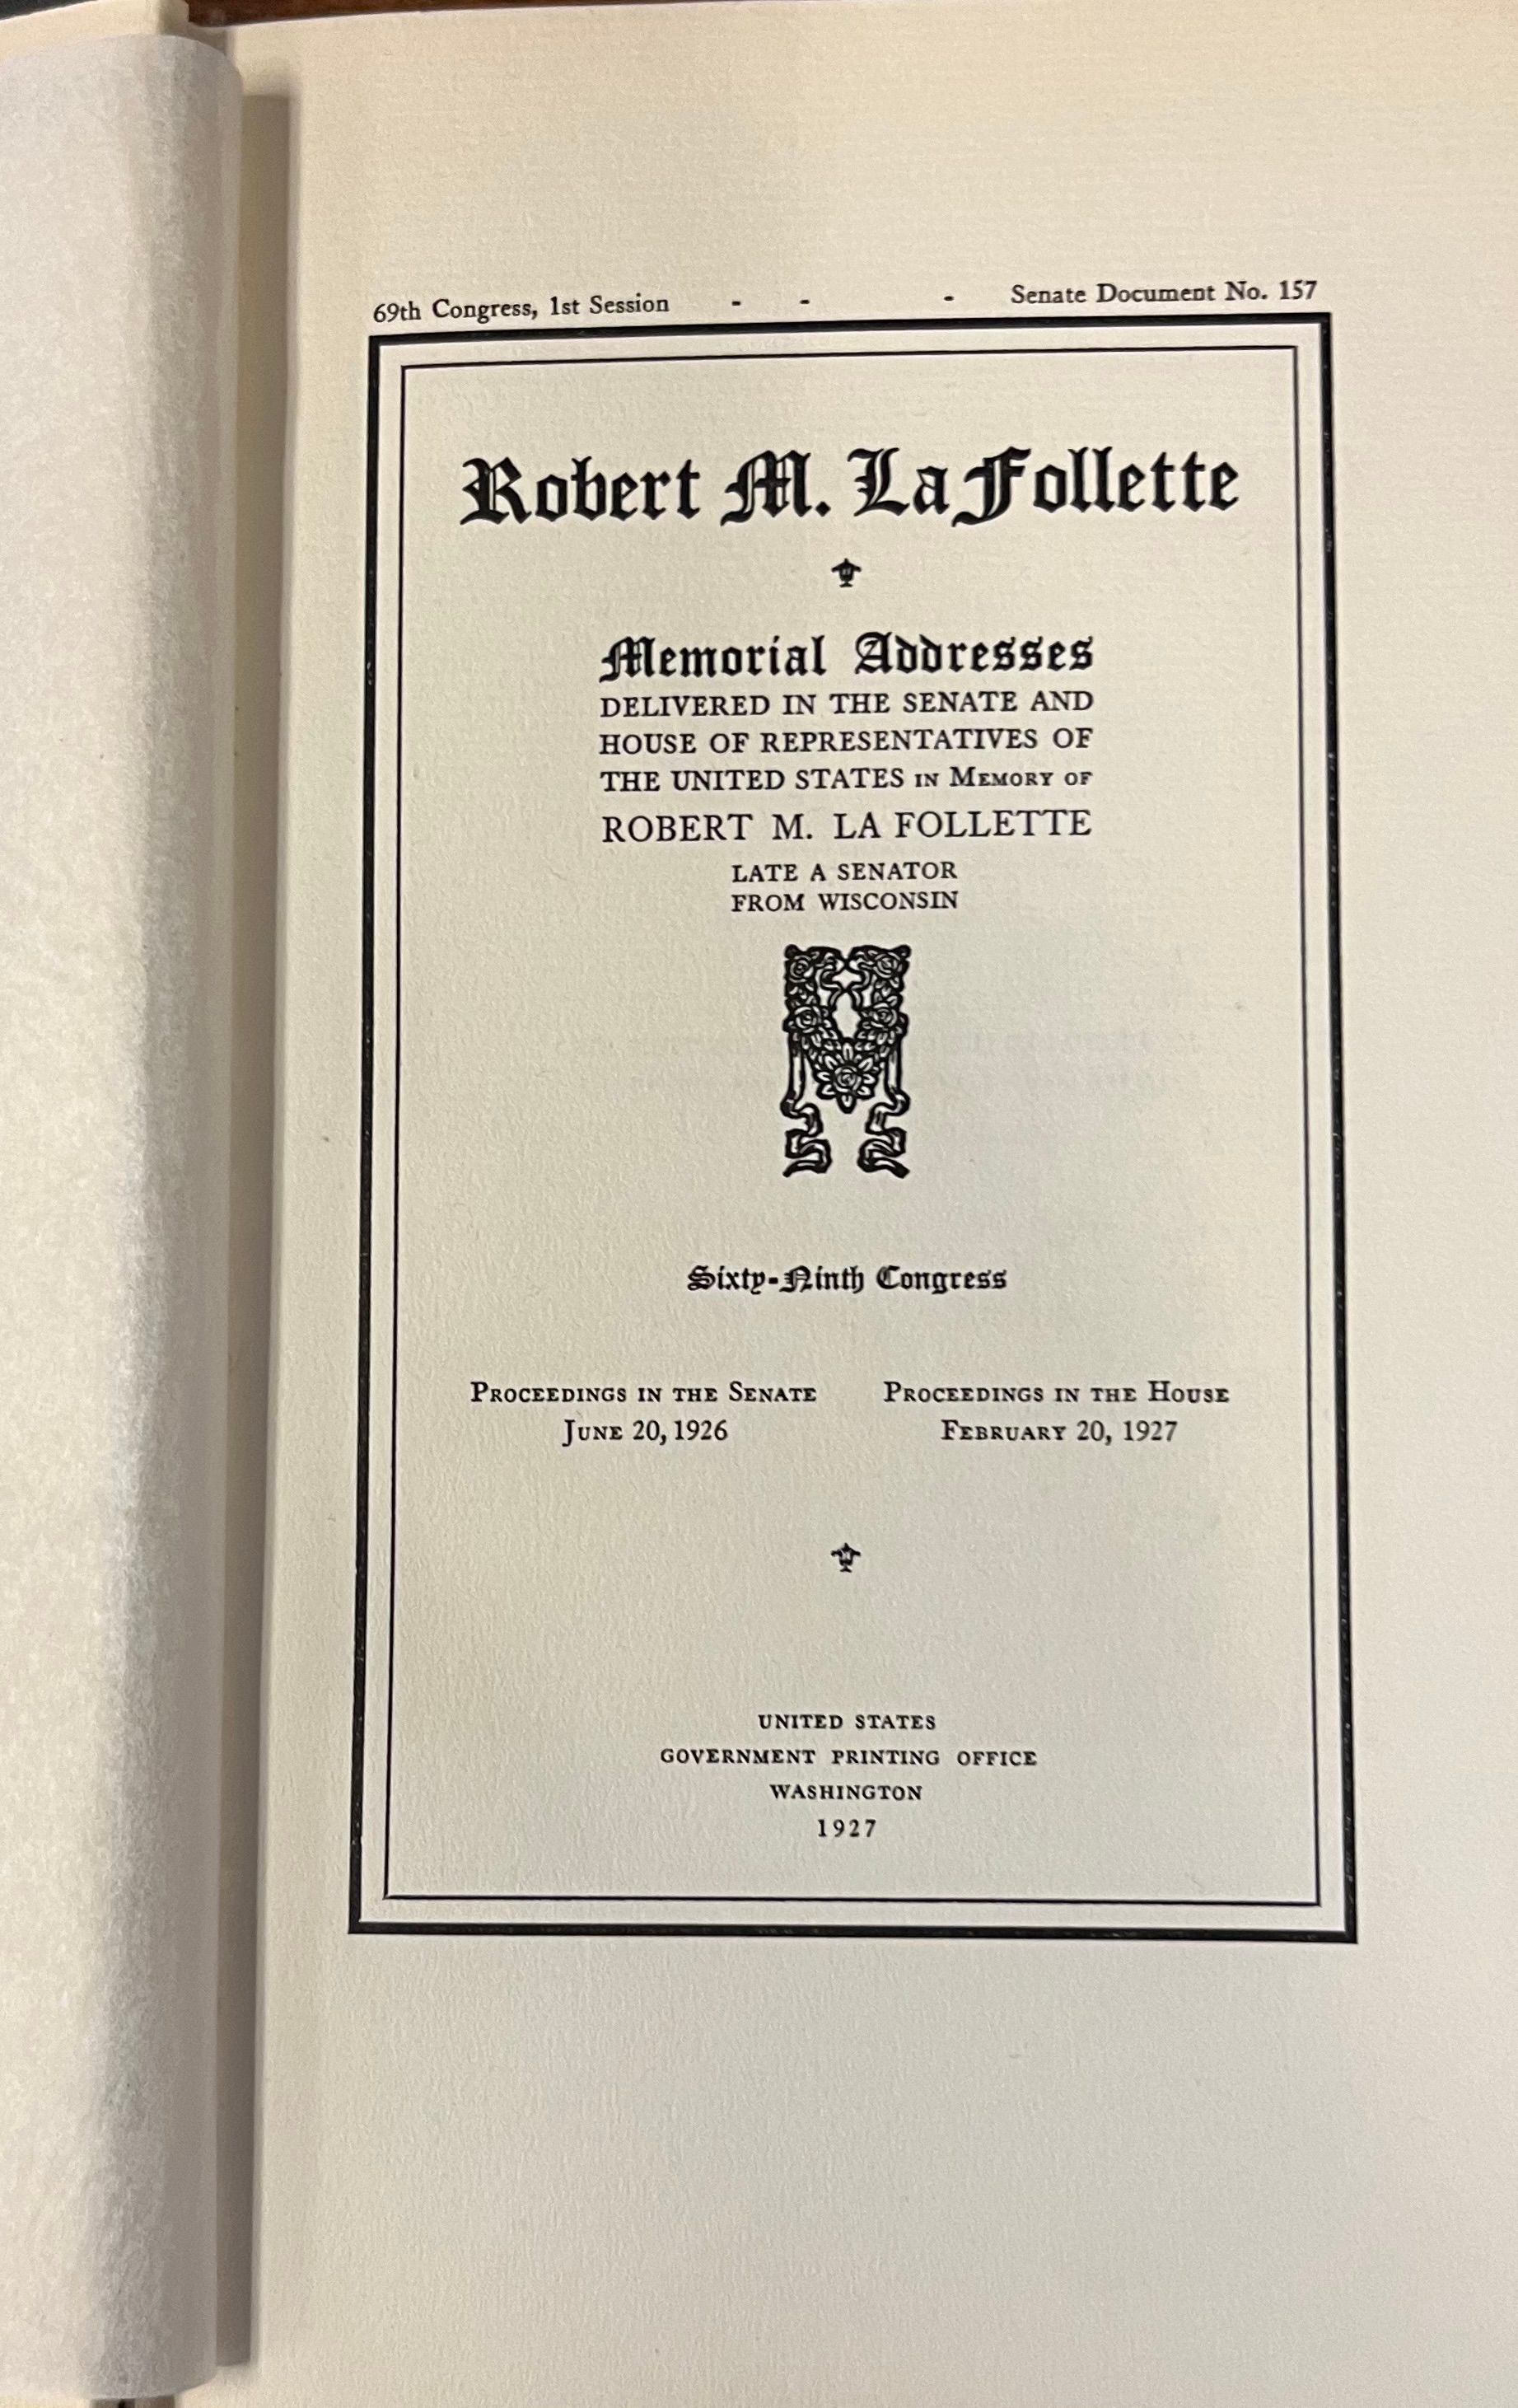 69th Congress, 1st Session - - - Senate Document No. 157
Robert M. La Follette
Memorial Addresses
DELIVERED IN THE SENATE AND
HOUSE OF REPRESENTATIVES OF
THE UNITED STATES IN MEMORY OF
ROBERT M. LA FOLLETTE
LATE A SENATOR
FROM WISCONSIN
Sixty-Ninth Congress
PROCEEDINGS IN THE SENATE PROCEEDINGS IN THE HOUSE
JUNE 20, 1926 FEBRUARY 20, 1927
UNITED STATES
GOVERNMENT PRINTING OFFICE
WASHINGTON
1927